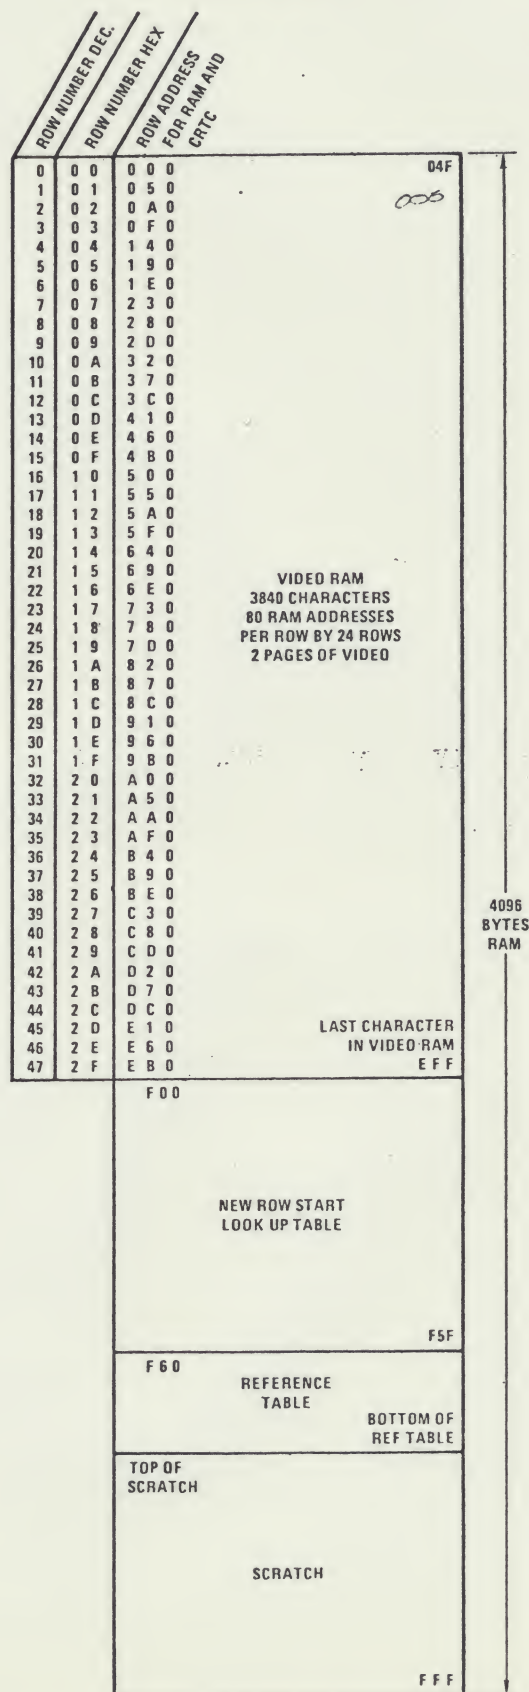 ROW NUMBER DEC.
ROW NUMBER HEX
ROW ADDRESS
FOR RAM AND
CRTC
0 0 0 0 0 0 04F
1 0 1 0 5 0
2 0 2 0 A 0
3 0 3 0 F 0
4 0 4 1 4 0
5 0 5 1 9 0
6 0 6 1 E 0
7 0 7 2 3 0
8 0 8 2 8 0
9 0 9 2 D 0
10 0 A 3 2 0
11 0 B 3 7 0
12 0 C 3 C 0
13 0 D 4 1 0
14 0 E 4 6 0
15 0 F 4 B 0
16 1 0 5 0 0
17 1 1 5 5 0
18 1 2 5 A 0
19 1 3 5 F 0
20 1 4 6 4 0
21 1 5 6 9 0
22 1 6 6 E 0
23 1 7 7 3 0
24 1 8 7 8 0
25 1 9 7 D 0
26 1 A 8 2 0
27 1 B 8 7 0
28 1 C 8 C 0
29 1 D 9 1 0
30 1 E 9 6 0
31 1 F 9 B 0
32 2 0 A 0 0
33 2 1 A 5 0
34 2 2 A A 0
35 2 3 A F 0
36 2 4 B 4 0
37 2 5 B 9 0
38 2 6 B E 0
39 2 7 C 3 0
40 2 8 C 8 0
41 2 9 C D 0
42 2 A D 2 0
43 2 B D 7 0
44 2 C D C 0
45 2 D E 1 0
46 2 E E 6 0
47 2 F E B 0
VIDEO RAM
3840 CHARACTERS
80 RAM ADDRESSES
PER ROW BY 24 ROWS
2 PAGES OF VIDEO
LAST CHARACTER
IN VIDEO RAM
E F F
4096
BYTES
RAM
F 0 0
NEW ROW START
LOOK UP TABLE
F5F
F 6 0
REFERENCE
TABLE
BOTTOM OF
REF TABLE
TOP OF
SCRATCH
SCRATCH
F F F